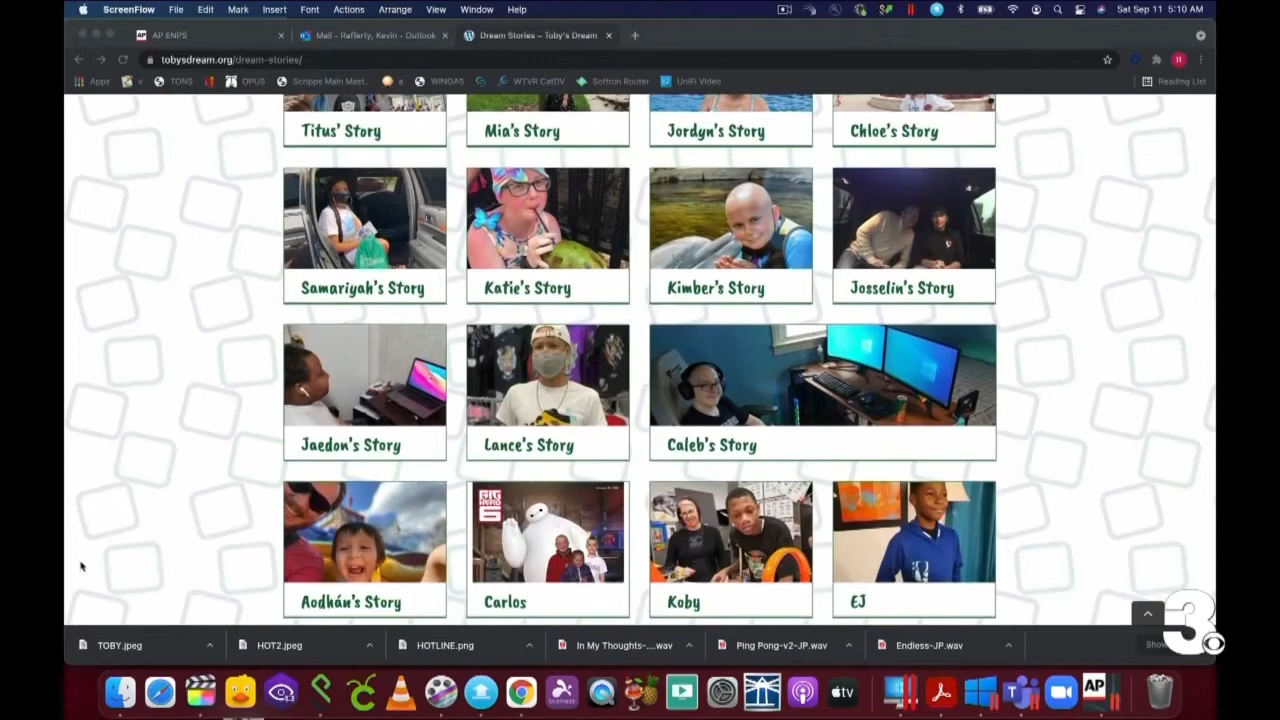 ScreenFlow File Edit Mark Insert Font Actions Arrange View Window Help Sat Sep 11 5:10 AM
AP ENPS Mail - Rafferty, Kevin - Outlook Dream Stories – Toby's Dream
tobysdream.org/dream-stories/
Apps v TONS OPUS Scripps Main Mast... a WINGAS WTVR CatDV Softron Router UniFi Video Reading List
Titus' Story Mia's Story Jordyn's Story Chloe's Story
Samariyah's Story Katie's Story Kimber's Story Josselin's Story
Jaedon's Story Lance's Story Caleb's Story
BIG
HERO
6
Aodhán's Story Carlos Koby EJ
3
TOBY.jpeg HOT2.jpeg HOTLINE.png In My Thoughts-....wav Ping Pong-v2-JP.wav Endless-JP.wav
business tv AP